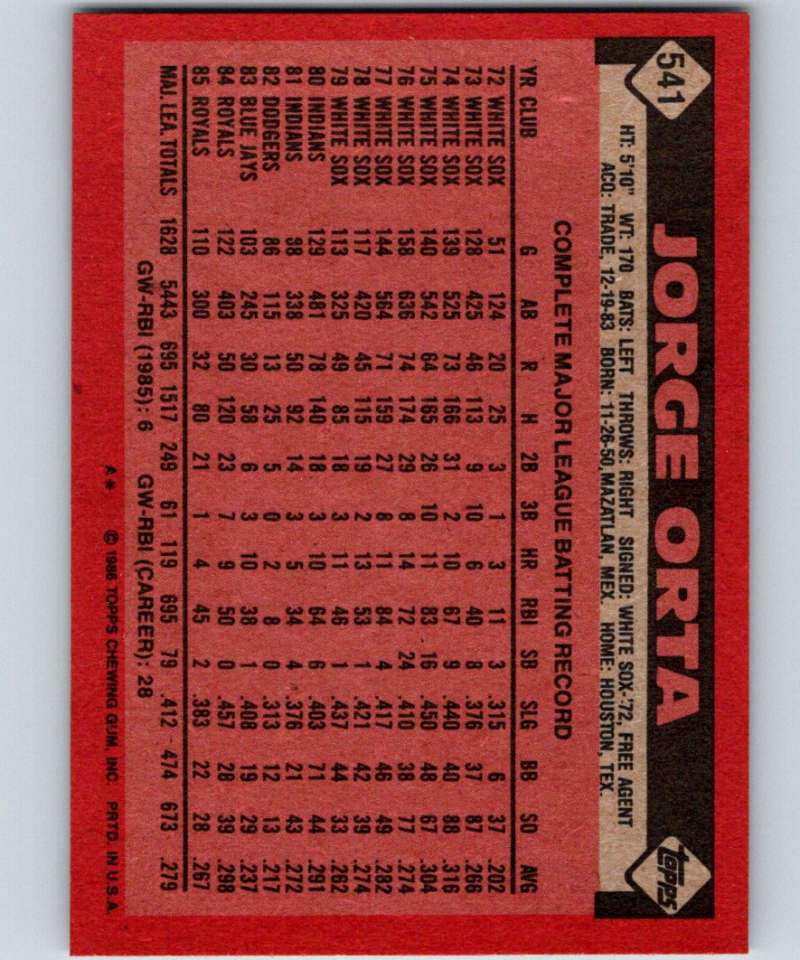 541
JORGE ORTA
topps
HT: 5'10" WT: 170 BATS: LEFT THROWS: RIGHT SIGNED: WHITE SOX-'72, FREE AGENT
ACQ: TRADE, 12-19-83 BORN: 11-26-50, MAZATLAN, MEX. HOME: HOUSTON, TEX.
COMPLETE MAJOR LEAGUE BATTING RECORD
YR CLUB G AB R H 2B 3B HR RBI SB SLG BB SO AVG
72 WHITE SOX 51 124 20 25 3 1 3 11 3 .315 6 37 .202
73 WHITE SOX 128 425 46 113 9 10 6 40 8 .376 37 87 .266
74 WHITE SOX 139 525 73 166 31 2 10 67 9 .440 40 88 .316
75 WHITE SOX 140 542 64 165 26 10 11 83 16 .450 48 67 .304
76 WHITE SOX 158 636 74 174 29 8 14 72 24 .410 38 77 .274
77 WHITE SOX 144 564 71 159 27 8 11 84 4 .417 46 49 .282
78 WHITE SOX 117 420 45 115 19 2 13 53 1 .421 42 39 .274
79 WHITE SOX 113 325 49 85 18 3 11 46 1 .437 44 33 .262
80 INDIANS 129 481 78 140 18 3 10 64 6 .403 71 44 .291
81 INDIANS 98 338 50 92 14 3 5 34 4 .376 21 43 .272
82 DODGERS 86 115 13 25 5 0 2 8 0 .313 12 13 .217
83 BLUE JAYS 103 245 30 58 6 3 10 38 1 .408 19 29 .237
84 ROYALS 122 403 50 120 23 7 9 50 0 .457 28 39 .298
85 ROYALS 110 300 32 80 21 1 4 45 2 .383 22 28 .267
MAJ. LEA. TOTALS 1628 5443 695 1517 249 61 119 695 79 .412 474 673 .279
GW-RBI (1985): 6 GW-RBI (CAREER): 28
A* © 1986 TOPPS CHEWING GUM, INC. PRTD. IN U.S.A.